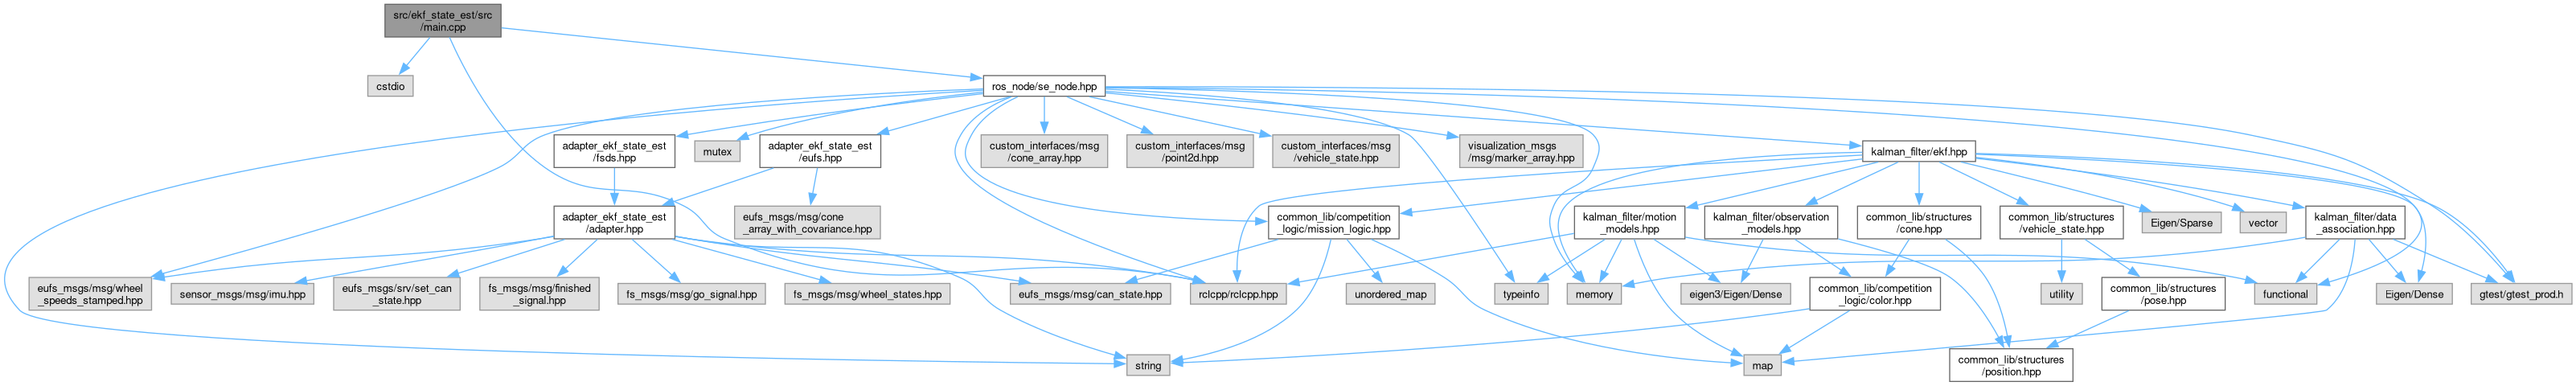 src/ekf_state_est/src
/main.cpp
cstdio
ros_node/se_node.hpp
adapter_ekf_state_est
/fsds.hpp
mutex
adapter_ekf_state_est
/eufs.hpp
custom_interfaces/msg
/cone_array.hpp
custom_interfaces/msg
/point2d.hpp
custom_interfaces/msg
/vehicle_state.hpp
visualization_msgs
/msg/marker_array.hpp
kalman_filter/ekf.hpp
adapter_ekf_state_est
/adapter.hpp
eufs_msgs/msg/cone
_array_with_covariance.hpp
common_lib/competition
_logic/mission_logic.hpp
kalman_filter/motion
_models.hpp
kalman_filter/observation
_models.hpp
common_lib/structures
/cone.hpp
common_lib/structures
/vehicle_state.hpp
Eigen/Sparse
vector
kalman_filter/data
_association.hpp
eufs_msgs/msg/wheel
_speeds_stamped.hpp
sensor_msgs/msg/imu.hpp
eufs_msgs/srv/set_can
_state.hpp
fs_msgs/msg/finished
_signal.hpp
fs_msgs/msg/go_signal.hpp
fs_msgs/msg/wheel_states.hpp
eufs_msgs/msg/can_state.hpp
rclcpp/rclcpp.hpp
unordered_map
typeinfo
memory
eigen3/Eigen/Dense
common_lib/competition
_logic/color.hpp
utility
common_lib/structures
/pose.hpp
functional
Eigen/Dense
gtest/gtest_prod.h
string
map
common_lib/structures
/position.hpp